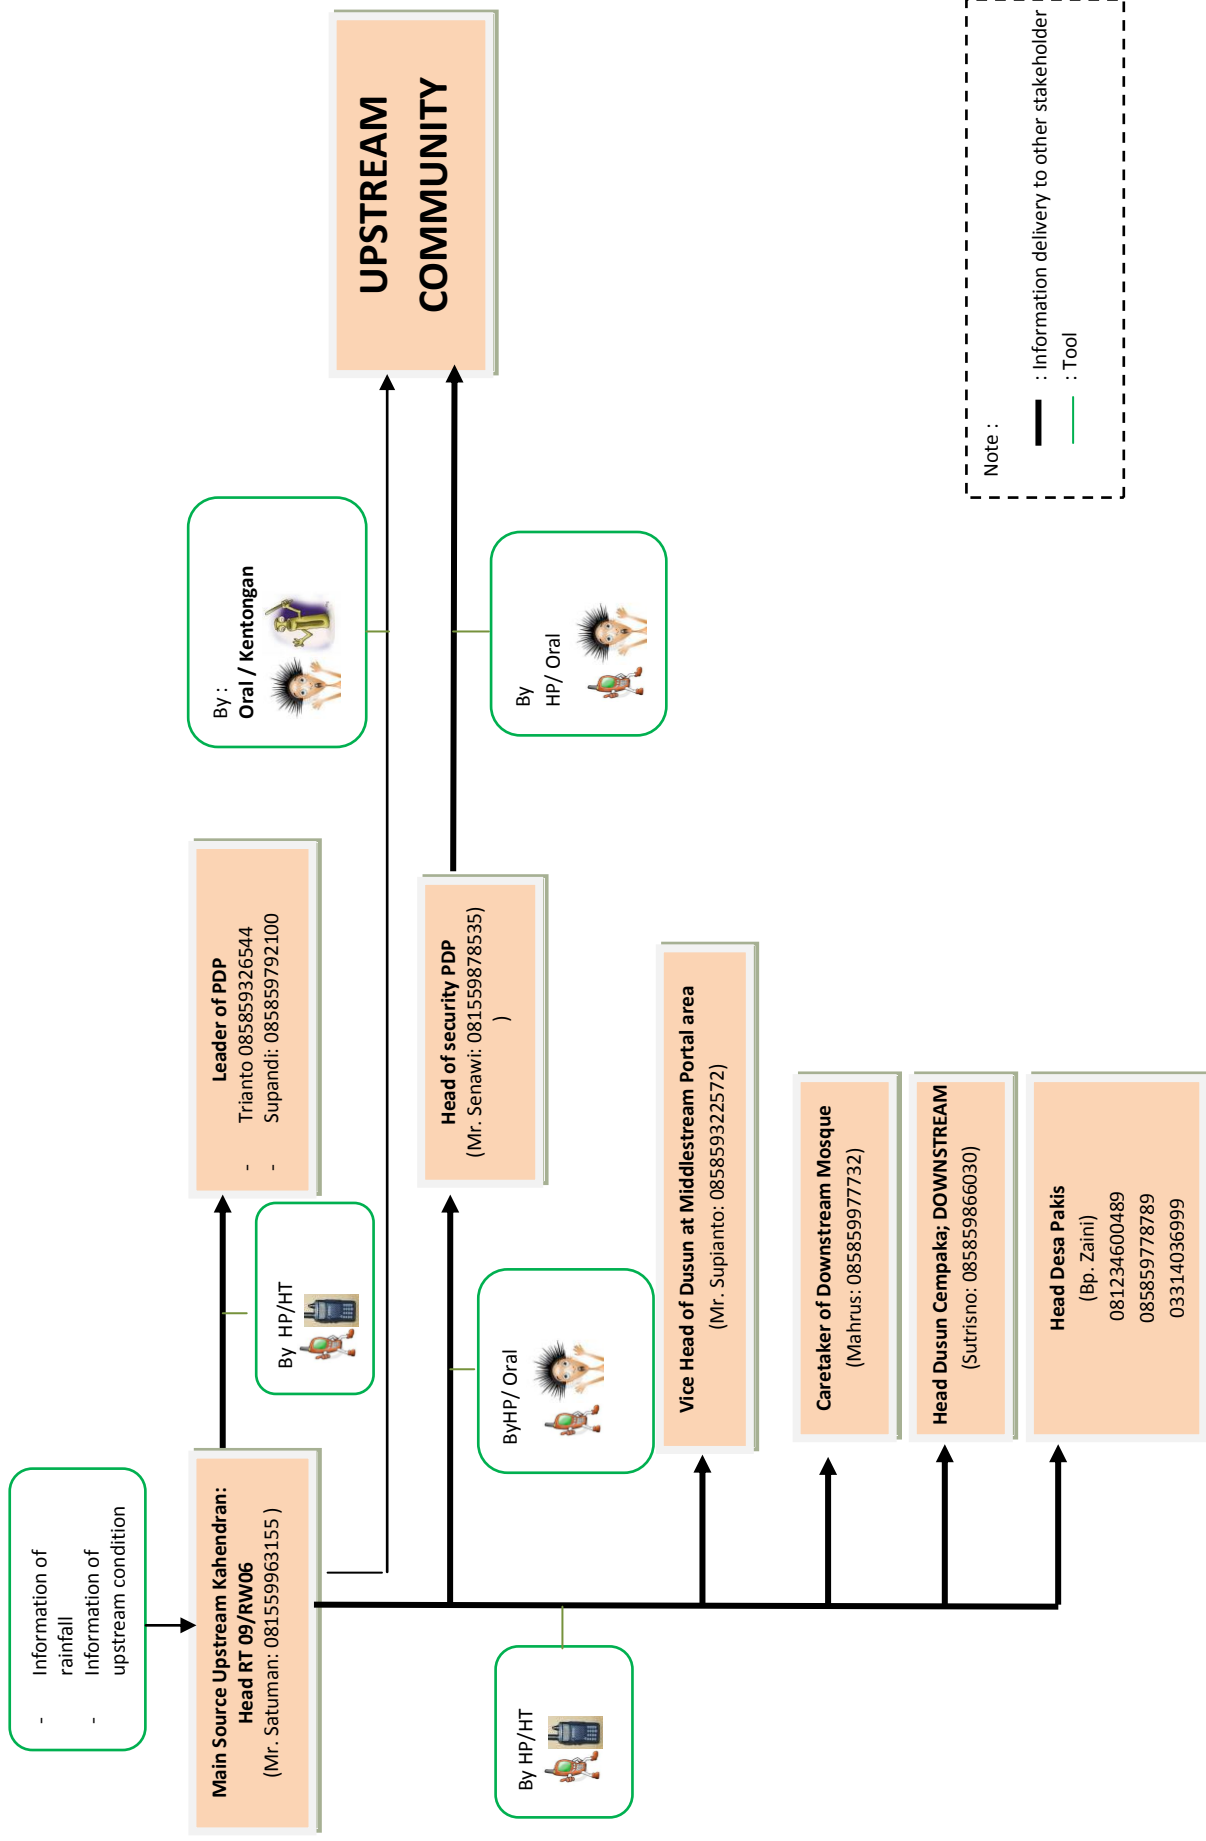 - Information of
rainfall
- Information of
upstream condition
Main Source Upstream Kahendran:
Head RT 09/RW06
(Mr. Satuman: 081559963155 )
By HP/HT
Leader of PDP
- Trianto 085859326544
- Supandi: 085859792100
By :
Oral / Kentongan
UPSTREAM
COMMUNITY
ByHP/ Oral
Head of security PDP
(Mr. Senawi: 081559878535
)
By
HP/ Oral
By HP/HT
Vice Head of Dusun at Middlestream Portal area
(Mr. Supianto: 085859322572)
Caretaker of Downstream Mosque
(Mahrus: 085859977732)
Head Dusun Cempaka; DOWNSTREAM
(Sutrisno: 085859866030)
Head Desa Pakis
(Bp. Zaini)
081234600489
085859778789
03314036999
Note :
: Information delivery to other stakeholder
: Tool